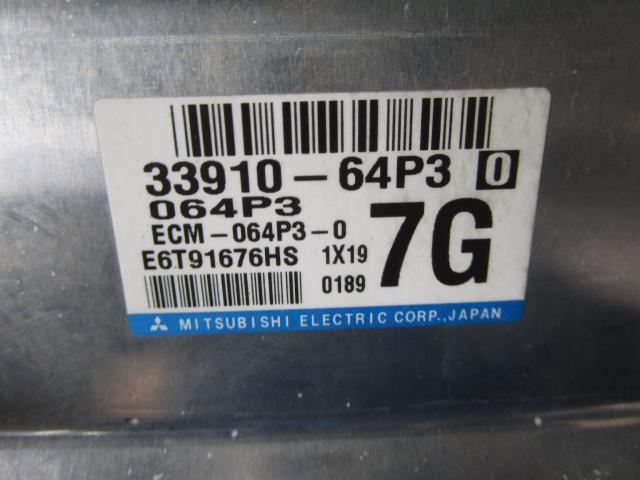 33910-64P3 0
064P3
ECM-064P3-0 7G
E6T91676HS 1X19
0189
MITSUBISHI ELECTRIC CORP., JAPAN